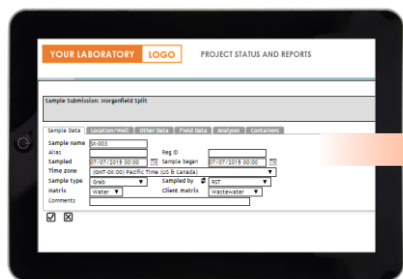 YOUR LABORATORY LOGO PROJECT STATUS AND REPORTS
Sample Submission: Morgenfield Split
Sample Data Location/Well Other Data Field Data Analyses Containers
Sample name SX-003
Alias Reg ID
Sampled 07/07/2015 00:00 Sample began 07/07/2015 00:00
Time zone (GMT-08:00) Pacific Time (US & Canada)
Sample type Grab Sampled by RST
Matrix Water Client Matrix Wastewater
Comments